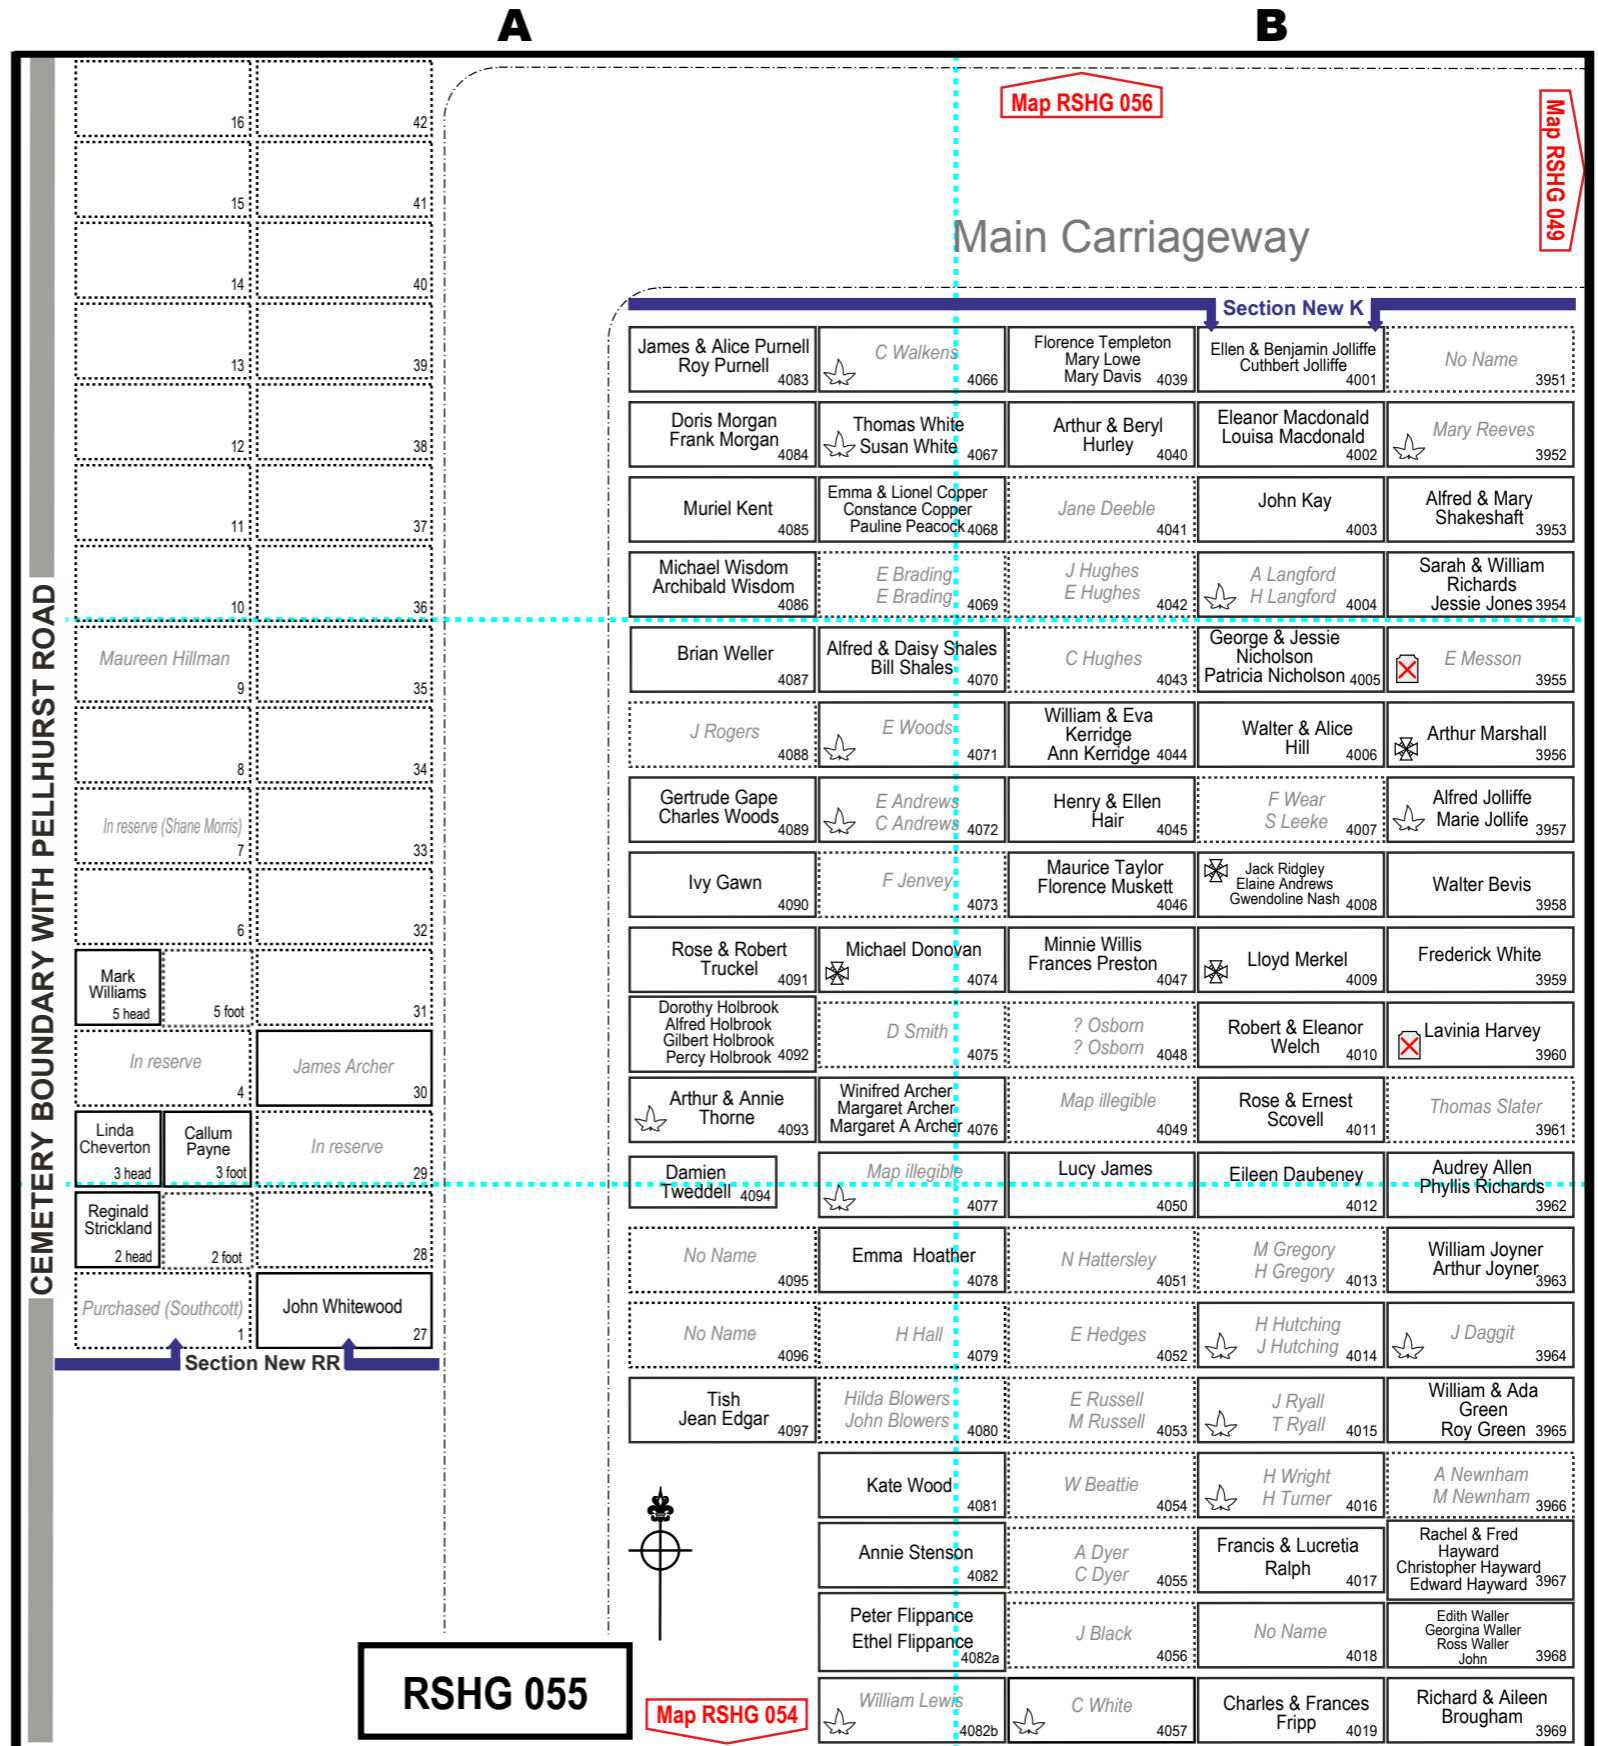 A
B
Map RSHG 056
Map RSHG 049
Main Carriageway
CEMETERY BOUNDARY WITH PELLHURST ROAD
16
42
15
41
14
40
13
39
12
38
11
37
10
36
Maureen Hillman
9
35
8
34
In reserve (Shane Morris)
7
33
6
32
Mark
Williams
5 head
5 foot
31
In reserve
4
James Archer
30
Linda
Cheverton
3 head
Callum
Payne
3 foot
In reserve
29
Reginald
Strickland
2 head
2 foot
28
Purchased (Southcott)
1
John Whitewood
27
Section New RR
Section New K
James & Alice Purnell
Roy Purnell
4083
C Walkens
4066
Florence Templeton
Mary Lowe
Mary Davis 4039
Ellen & Benjamin Jolliffe
Cuthbert Jolliffe
4001
No Name
3951
Doris Morgan
Frank Morgan
4084
Thomas White
Susan White 4067
Arthur & Beryl
Hurley
4040
Eleanor Macdonald
Louisa Macdonald
4002
Mary Reeves
3952
Muriel Kent
4085
Emma & Lionel Copper
Constance Copper
Pauline Peacock 4068
Jane Deeble
4041
John Kay
4003
Alfred & Mary
Shakeshaft
3953
Michael Wisdom
Archibald Wisdom
4086
E Brading
E Brading
4069
J Hughes
E Hughes
4042
A Langford
H Langford 4004
Sarah & William
Richards
Jessie Jones 3954
Brian Weller
4087
Alfred & Daisy Shales
Bill Shales
4070
C Hughes
4043
George & Jessie
Nicholson
Patricia Nicholson 4005
E Messon
3955
J Rogers
4088
E Woods
4071
William & Eva
Kerridge
Ann Kerridge 4044
Walter & Alice
Hill
4006
Arthur Marshall
3956
Gertrude Gape
Charles Woods
4089
E Andrews
C Andrews 4072
Henry & Ellen
Hair
4045
F Wear
S Leeke
4007
Alfred Jolliffe
Marie Jollife
3957
Ivy Gawn
4090
F Jenvey
4073
Maurice Taylor
Florence Muskett
4046
Jack Ridgley
Elaine Andrews
Gwendoline Nash 4008
Walter Bevis
3958
Rose & Robert
Truckel
4091
Michael Donovan
4074
Minnie Willis
Frances Preston
4047
Lloyd Merkel
4009
Frederick White
3959
Dorothy Holbrook
Alfred Holbrook
Gilbert Holbrook
Percy Holbrook 4092
D Smith
4075
? Osborn
? Osborn
4048
Robert & Eleanor
Welch
4010
Lavinia Harvey
3960
Arthur & Annie
Thorne
4093
Winifred Archer
Margaret Archer
Margaret A Archer 4076
Map illegible
4049
Rose & Ernest
Scovell
4011
Thomas Slater
3961
Damien
Tweddell 4094
Map illegible
4077
Lucy James
4050
Eileen Daubeney
4012
Audrey Allen
Phyllis Richards
3962
No Name
4095
Emma Hoather
4078
N Hattersley
4051
M Gregory
H Gregory 4013
William Joyner
Arthur Joyner
3963
No Name
4096
H Hall
4079
E Hedges
4052
H Hutching
J Hutching 4014
J Daggit
3964
Tish
Jean Edgar
4097
Hilda Blowers
John Blowers
4080
E Russell
M Russell
4053
J Ryall
T Ryall
4015
William & Ada
Green
Roy Green 3965
Kate Wood
4081
W Beattie
4054
H Wright
H Turner
4016
A Newnham
M Newnham
3966
Annie Stenson
4082
A Dyer
C Dyer
4055
Francis & Lucretia
Ralph
4017
Rachel & Fred
Hayward
Christopher Hayward
Edward Hayward
3967
Peter Flippance
Ethel Flippance
4082a
J Black
4056
No Name
4018
Edith Waller
Georgina Waller
Ross Waller
John
3968
William Lewis
4082b
C White
4057
Charles & Frances
Fripp
4019
Richard & Aileen
Brougham
3969
RSHG 055
Map RSHG 054